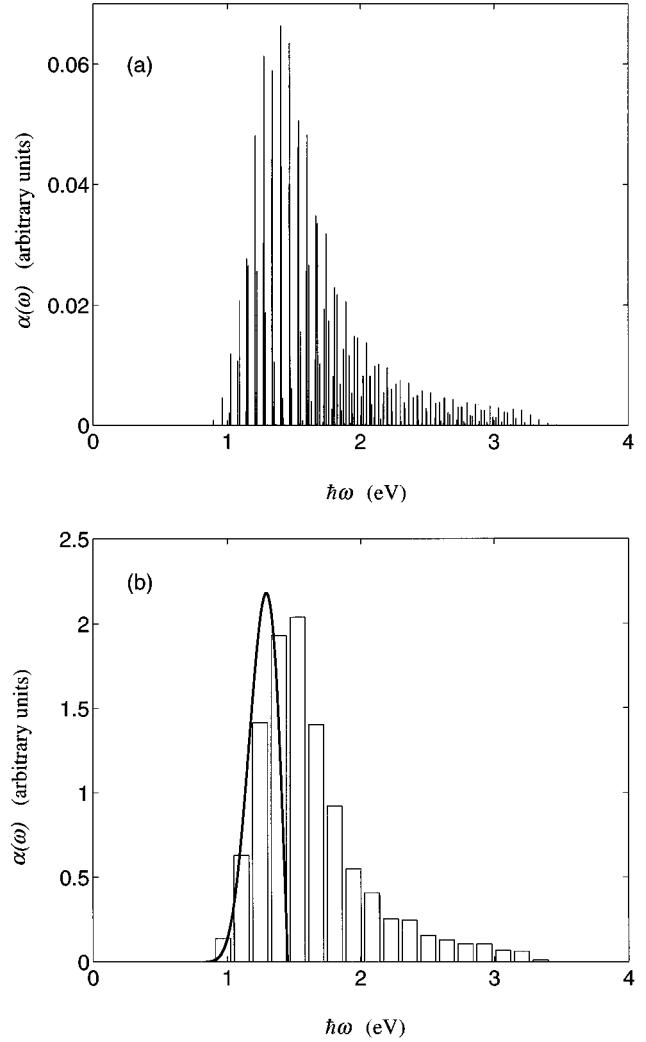 (a)
0.06
0.04
0.02
0
α(ω) (arbitrary units)
0 1 2 3 4
ħω (eV)
(b)
2.5
2
1.5
1
0.5
0
α(ω) (arbitrary units)
0 1 2 3 4
ħω (eV)